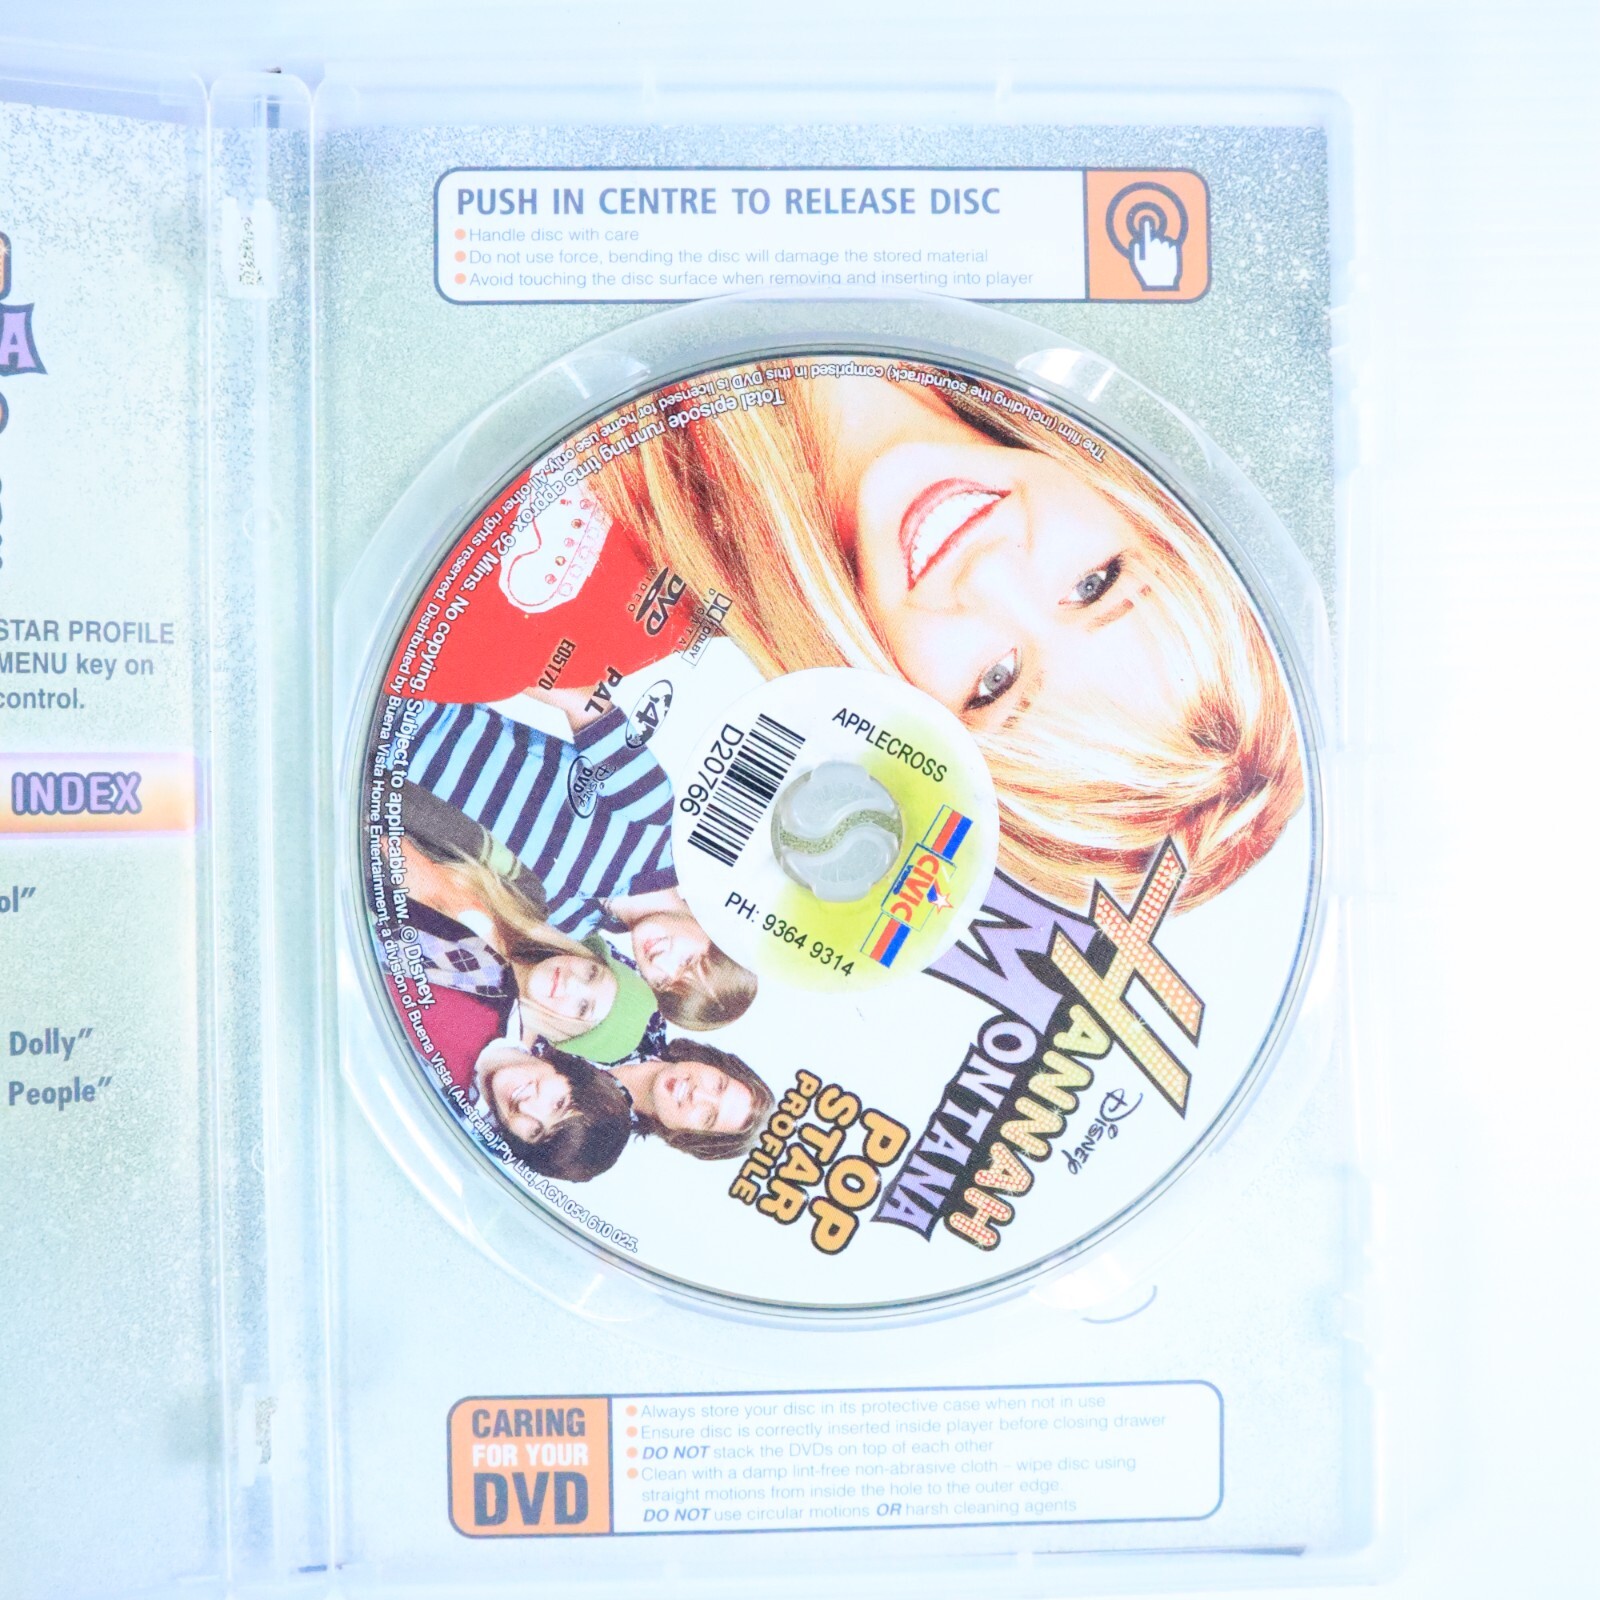 A
STAR PROFILE
MENU key on
control.
INDEX
ol”
Dolly”
People”
PUSH IN CENTRE TO RELEASE DISC
Handle disc with care
Do not use force, bending the disc will damage the stored material
Avoid touching the disc surface when removing and inserting into player
The film (including the soundtrack) comprised in this DVD is licensed for home use only. All other rights reserved. Distributed by Buena Vista Home Entertainment, a division of Buena Vista (Australia) Pty Ltd, ACN 054 610 025.
Total episode running time approx. 92 Mins. No copying. Subject to applicable law. © Disney.
DVD
VIDEO
DOLBY
DIGITAL
E05170
PAL
4
DISNEY
DVD
APPLECROSS
D20766
CIVIC
PH: 9364 9314
DISNEY
HANNAH
MONTANA
POP
STAR
PROFILE
CARING
FOR YOUR
DVD
Always store your disc in its protective case when not in use
Ensure disc is correctly inserted inside player before closing drawer
DO NOT stack the DVDs on top of each other
Clean with a damp lint-free non-abrasive cloth – wipe disc using
straight motions from inside the hole to the outer edge.
DO NOT use circular motions OR harsh cleaning agents